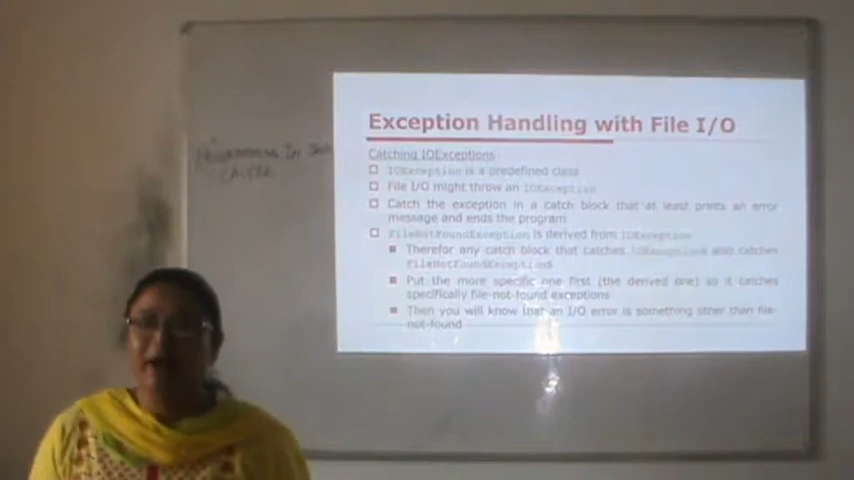 Exception Handling with File I/O
Catching IOExceptions
IOException is a predefined class
File I/O might throw an IOException
Catch the exception in a catch block that at least prints an error
message and ends the program
FileNotFoundException is derived from IOException
Therefor any catch block that catches IOExceptions also catches
FileNotFoundExceptions
Put the more specific one first (the derived one) so it catches
specifically file-not-found exceptions
Then you will know that an I/O error is something other than file-
not-found